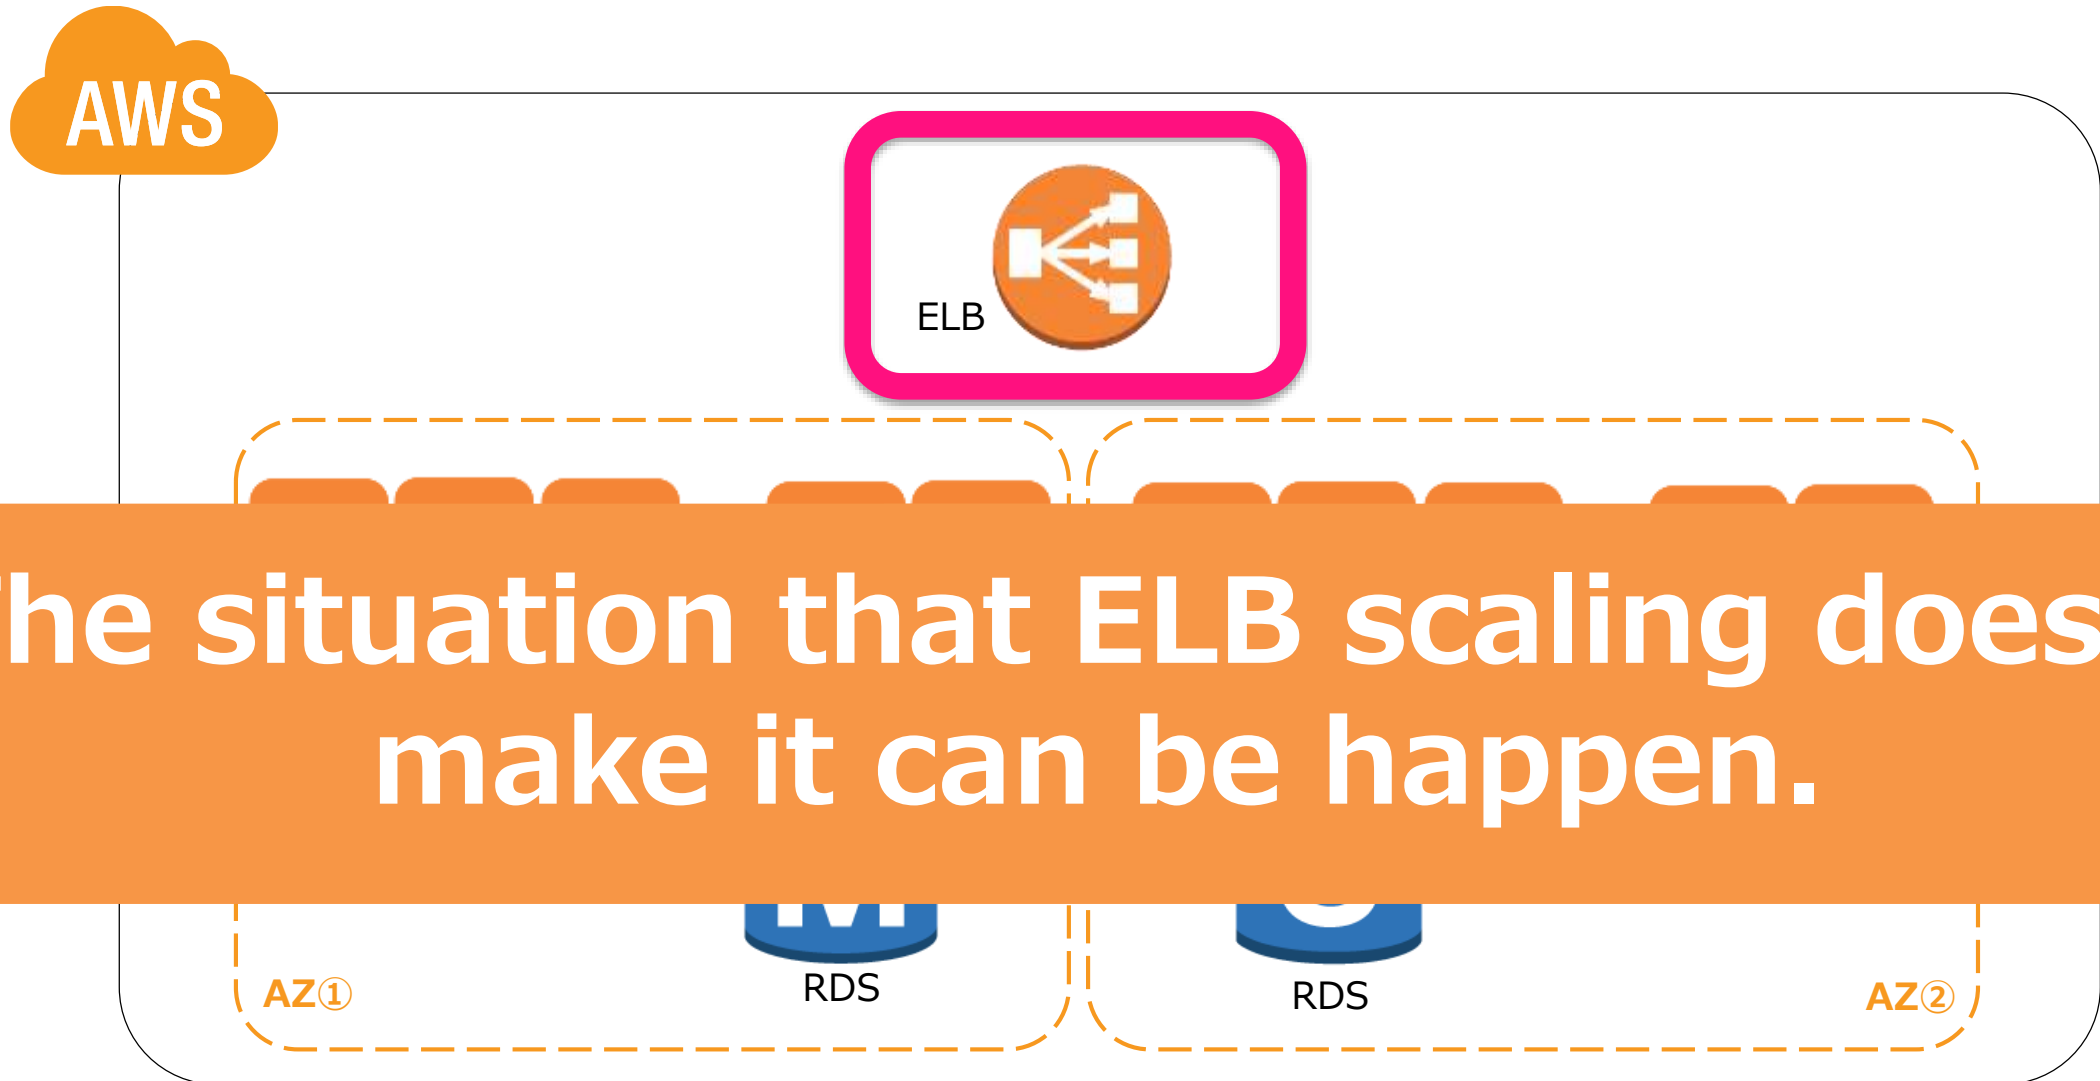 AWS
ELB
he situation that ELB scaling does
make it can be happen.
M
RDS
RDS
AZ①
AZ②